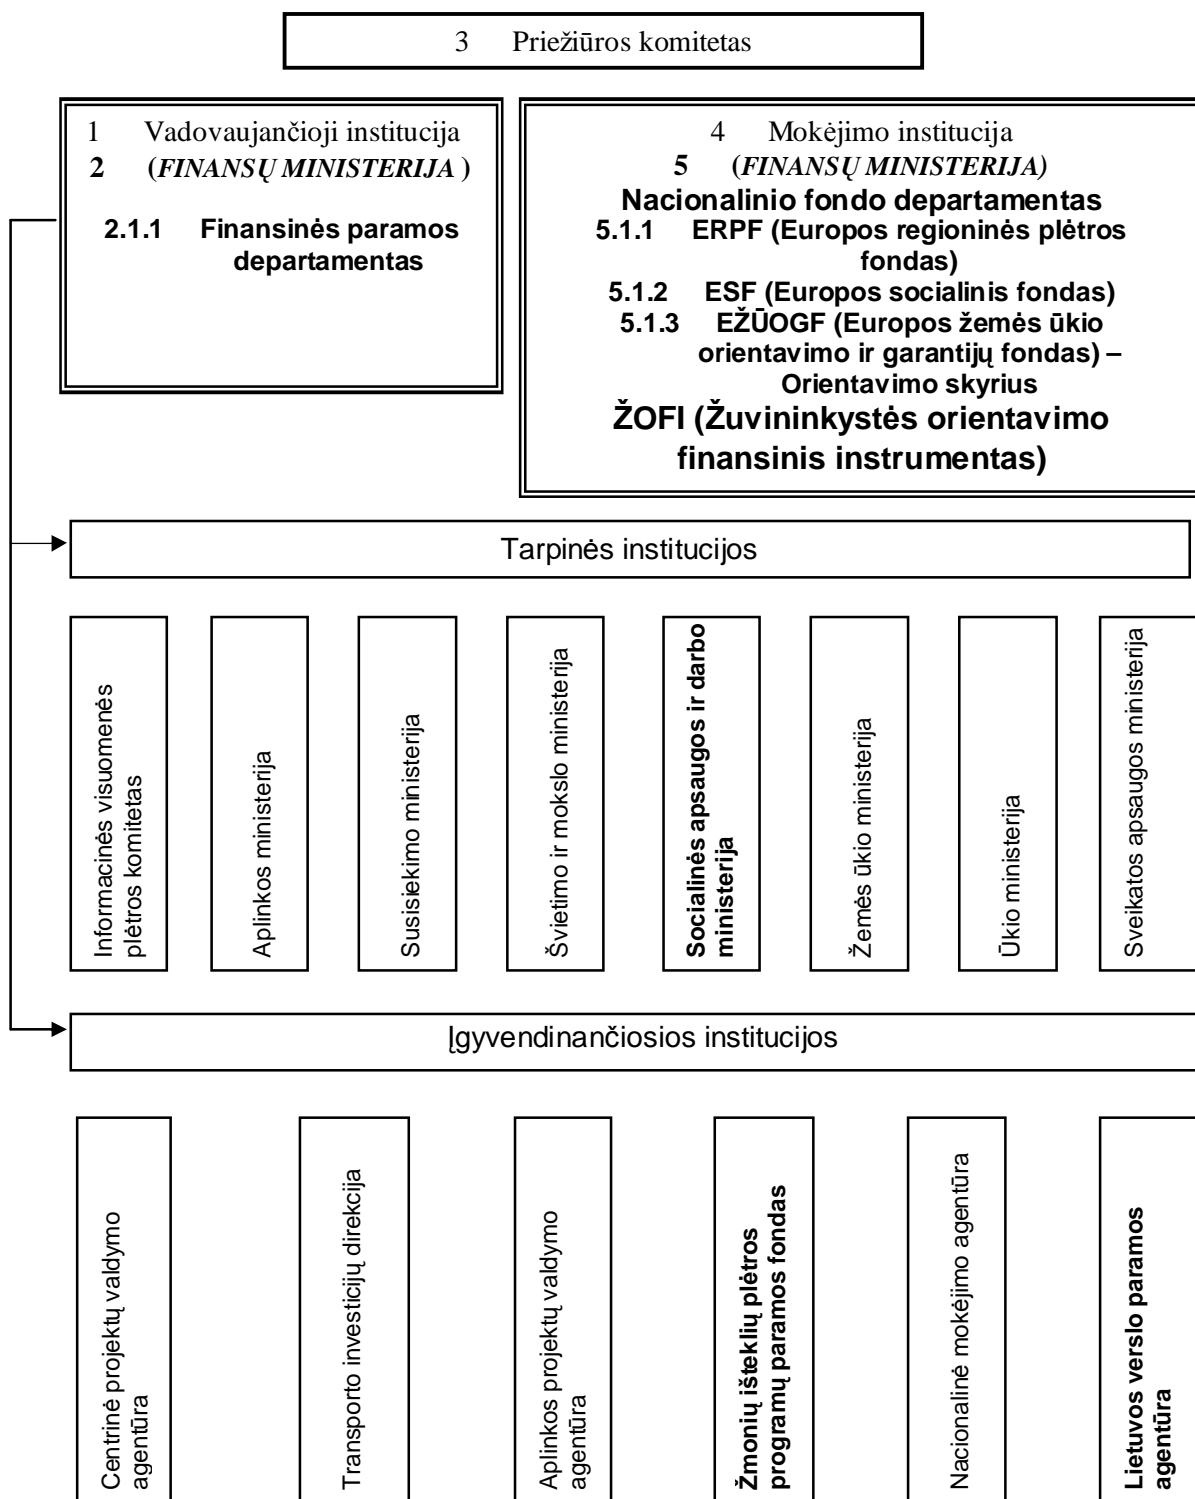 3 Priežiūros komitetas
1 Vadovaujančioji institucija
2 (FINANSŲ MINISTERIJA )
2.1.1 Finansinės paramos
departamentas
4 Mokėjimo institucija
5 (FINANSŲ MINISTERIJA)
Nacionalinio fondo departamentas
5.1.1 ERPF (Europos regioninės plėtros
fondas)
5.1.2 ESF (Europos socialinis fondas)
5.1.3 EŽŪOGF (Europos žemės ūkio
orientavimo ir garantijų fondas) –
Orientavimo skyrius
ŽOFI (Žuvininkystės orientavimo
finansinis instrumentas)
Tarpinės institucijos
Informacinės visuomenės
plėtros komitetas
Aplinkos ministerija
Susisiekimo ministerija
Švietimo ir mokslo ministerija
Socialinės apsaugos ir darbo
ministerija
Žemės ūkio ministerija
Ūkio ministerija
Sveikatos apsaugos ministerija
Įgyvendinančiosios institucijos
Centrinė projektų valdymo
agentūra
Transporto investicijų direkcija
Aplinkos projektų valdymo
agentūra
Žmonių išteklių plėtros
programų paramos fondas
Nacionalinė mokėjimo agentūra
Lietuvos verslo paramos
agentūra